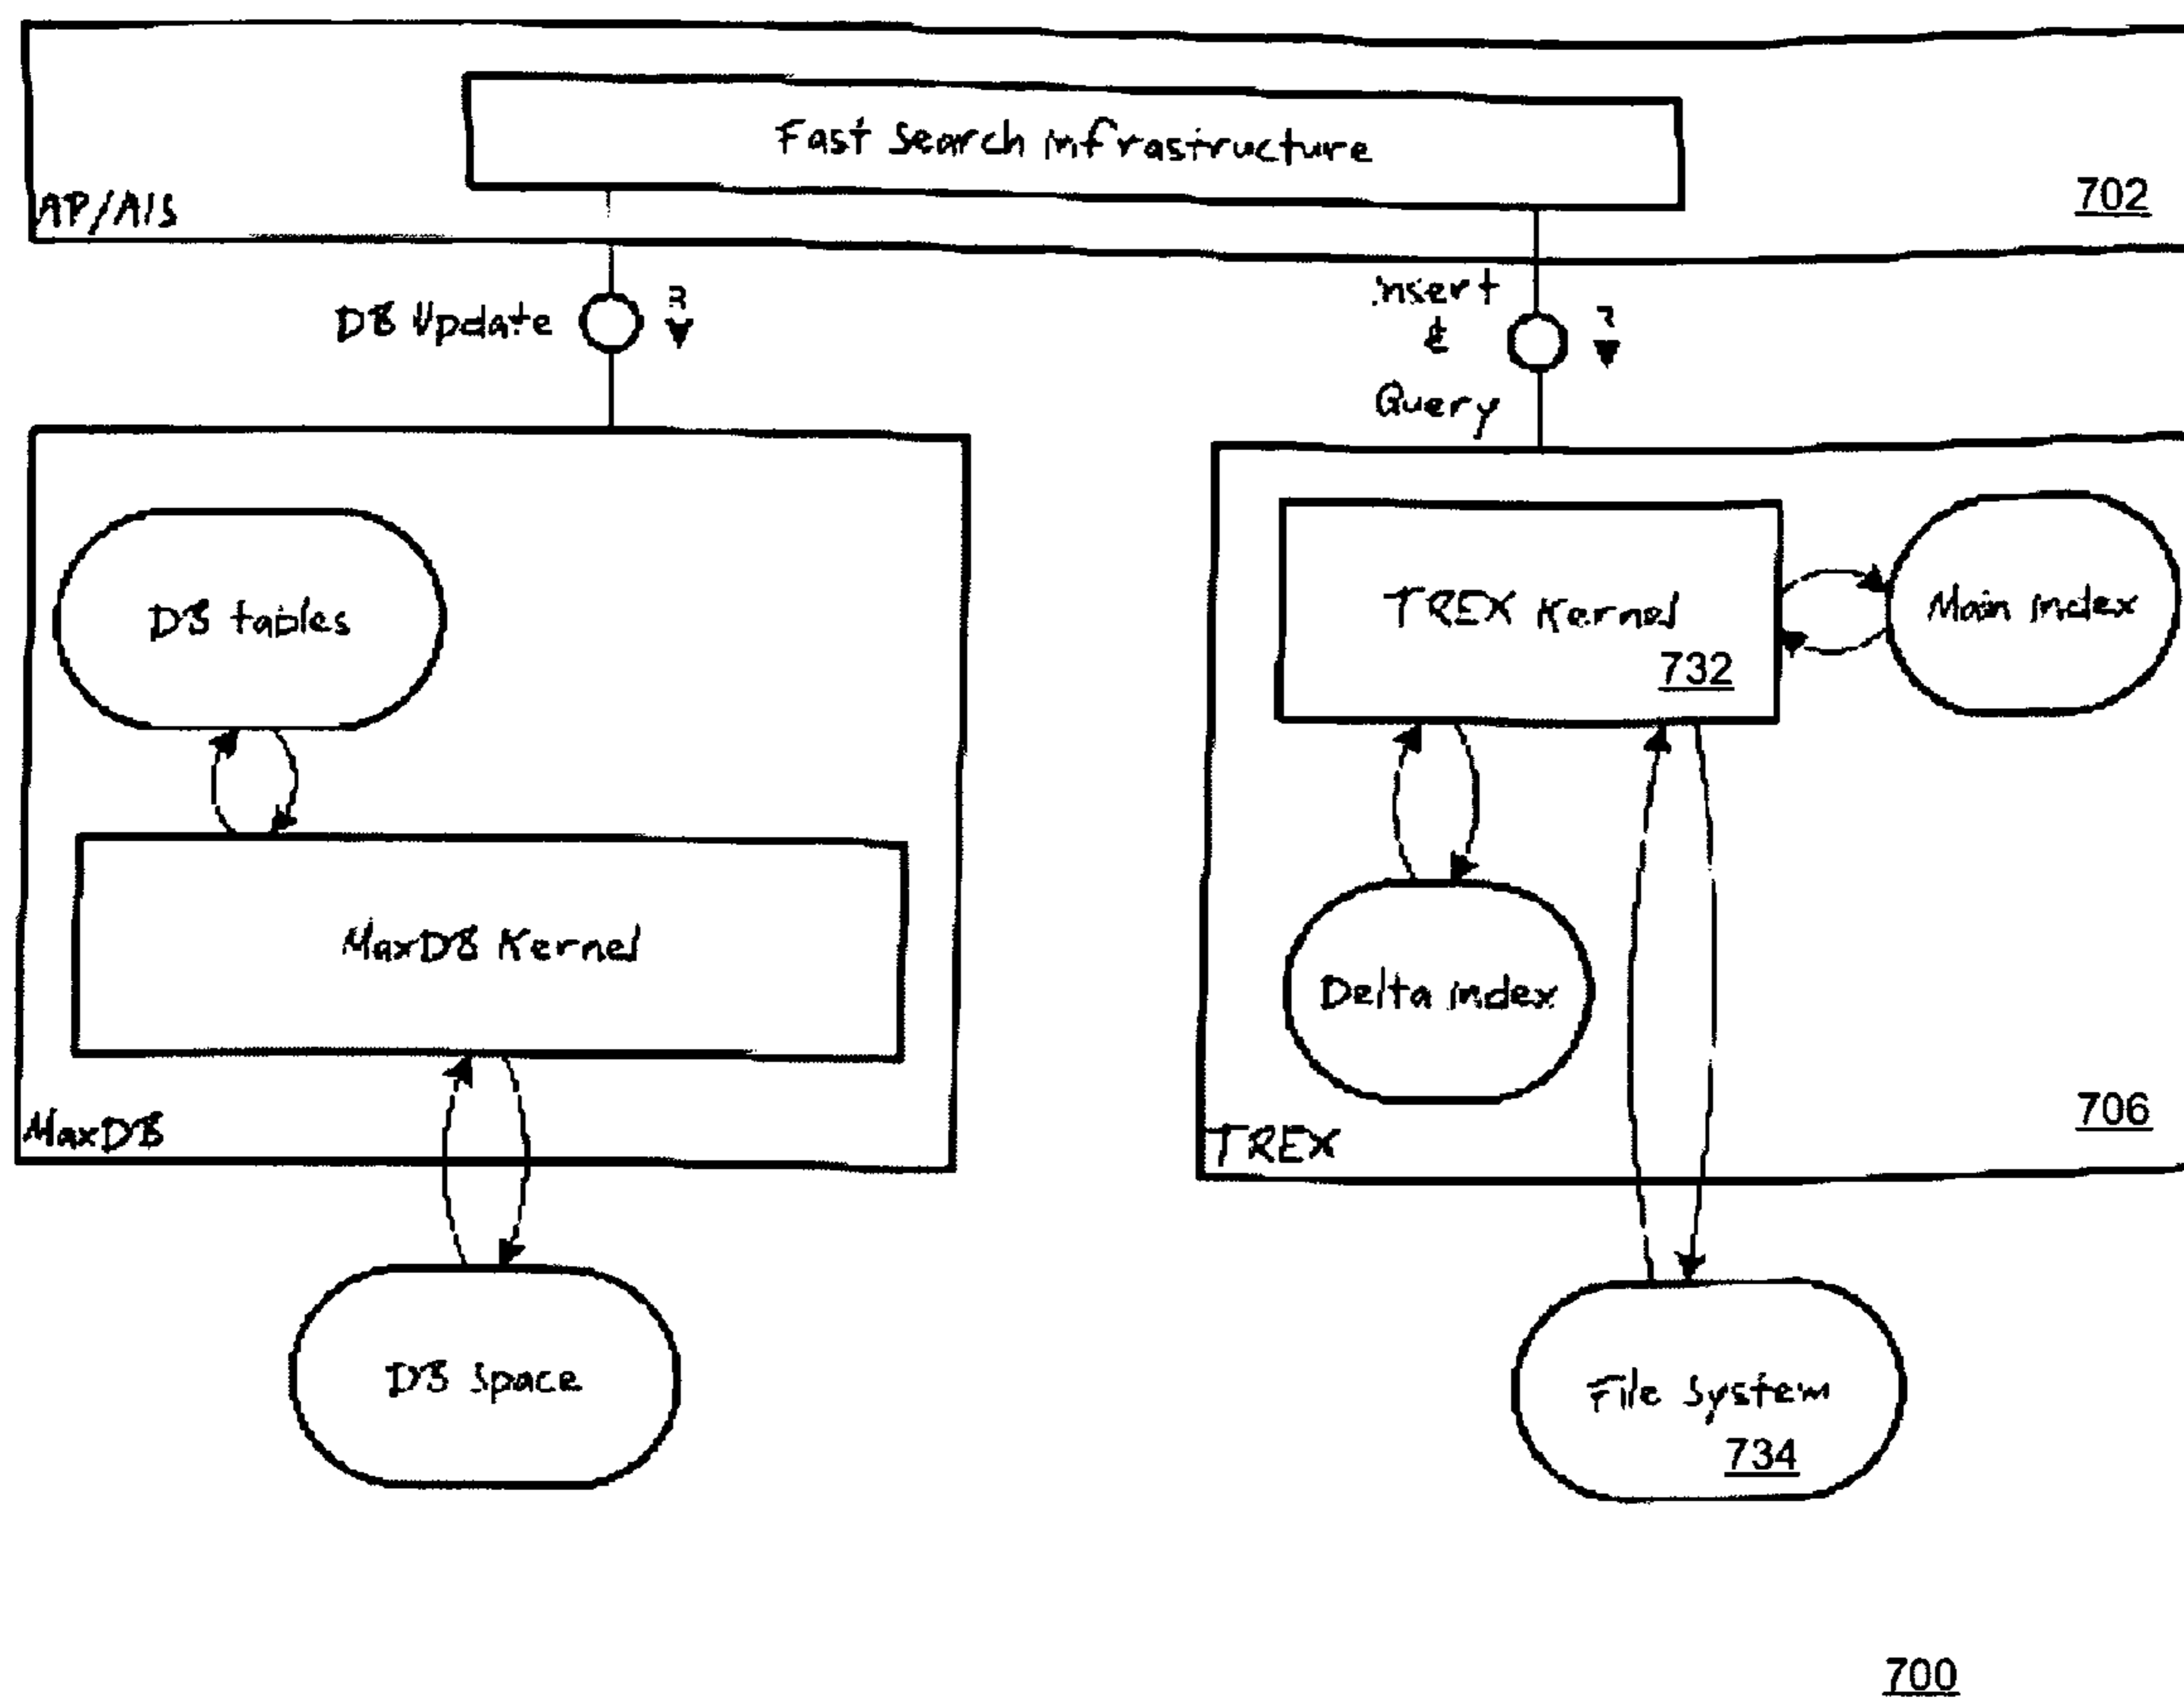 Fast Search infrastructure
AP/AIS
702
DB Update
R
Insert
&
Query
DB tables
TREX Kernel
732
Main index
MaxDB Kernel
Delta index
MaxDB
TREX
706
DB Space
File System
734
700